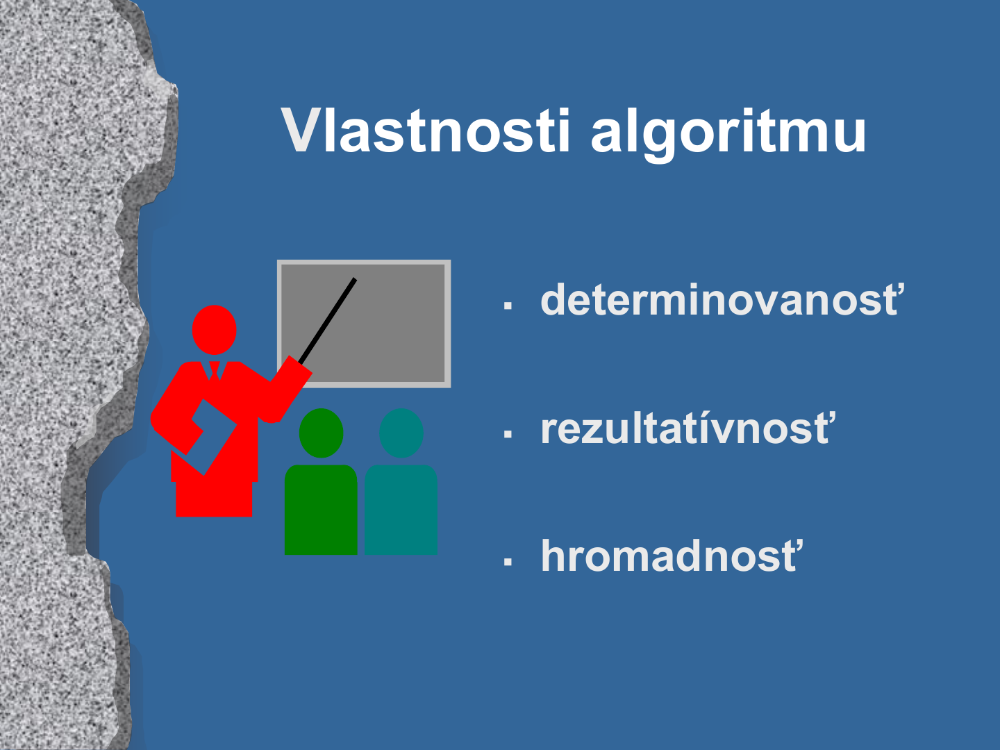 Vlastnosti algoritmu
▪ determinovanosť
▪ rezultatívnosť
▪ hromadnosť